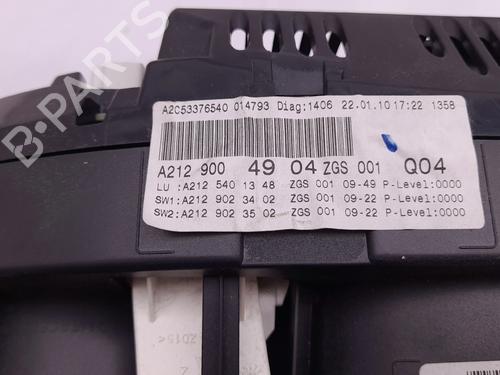 B-PARTS
A2C53376540 014793 Diag:1406 22.01.10 17:22 1358
A212 900 49 04 ZGS 001 Q04
LU :A212 540 13 48 ZGS 001 09-49 P-Level:0000
SW1:A212 902 34 02 ZGS 001 09-22 P-Level:0000
SW2:A212 902 35 02 ZGS 001 09-22 P-Level:0000